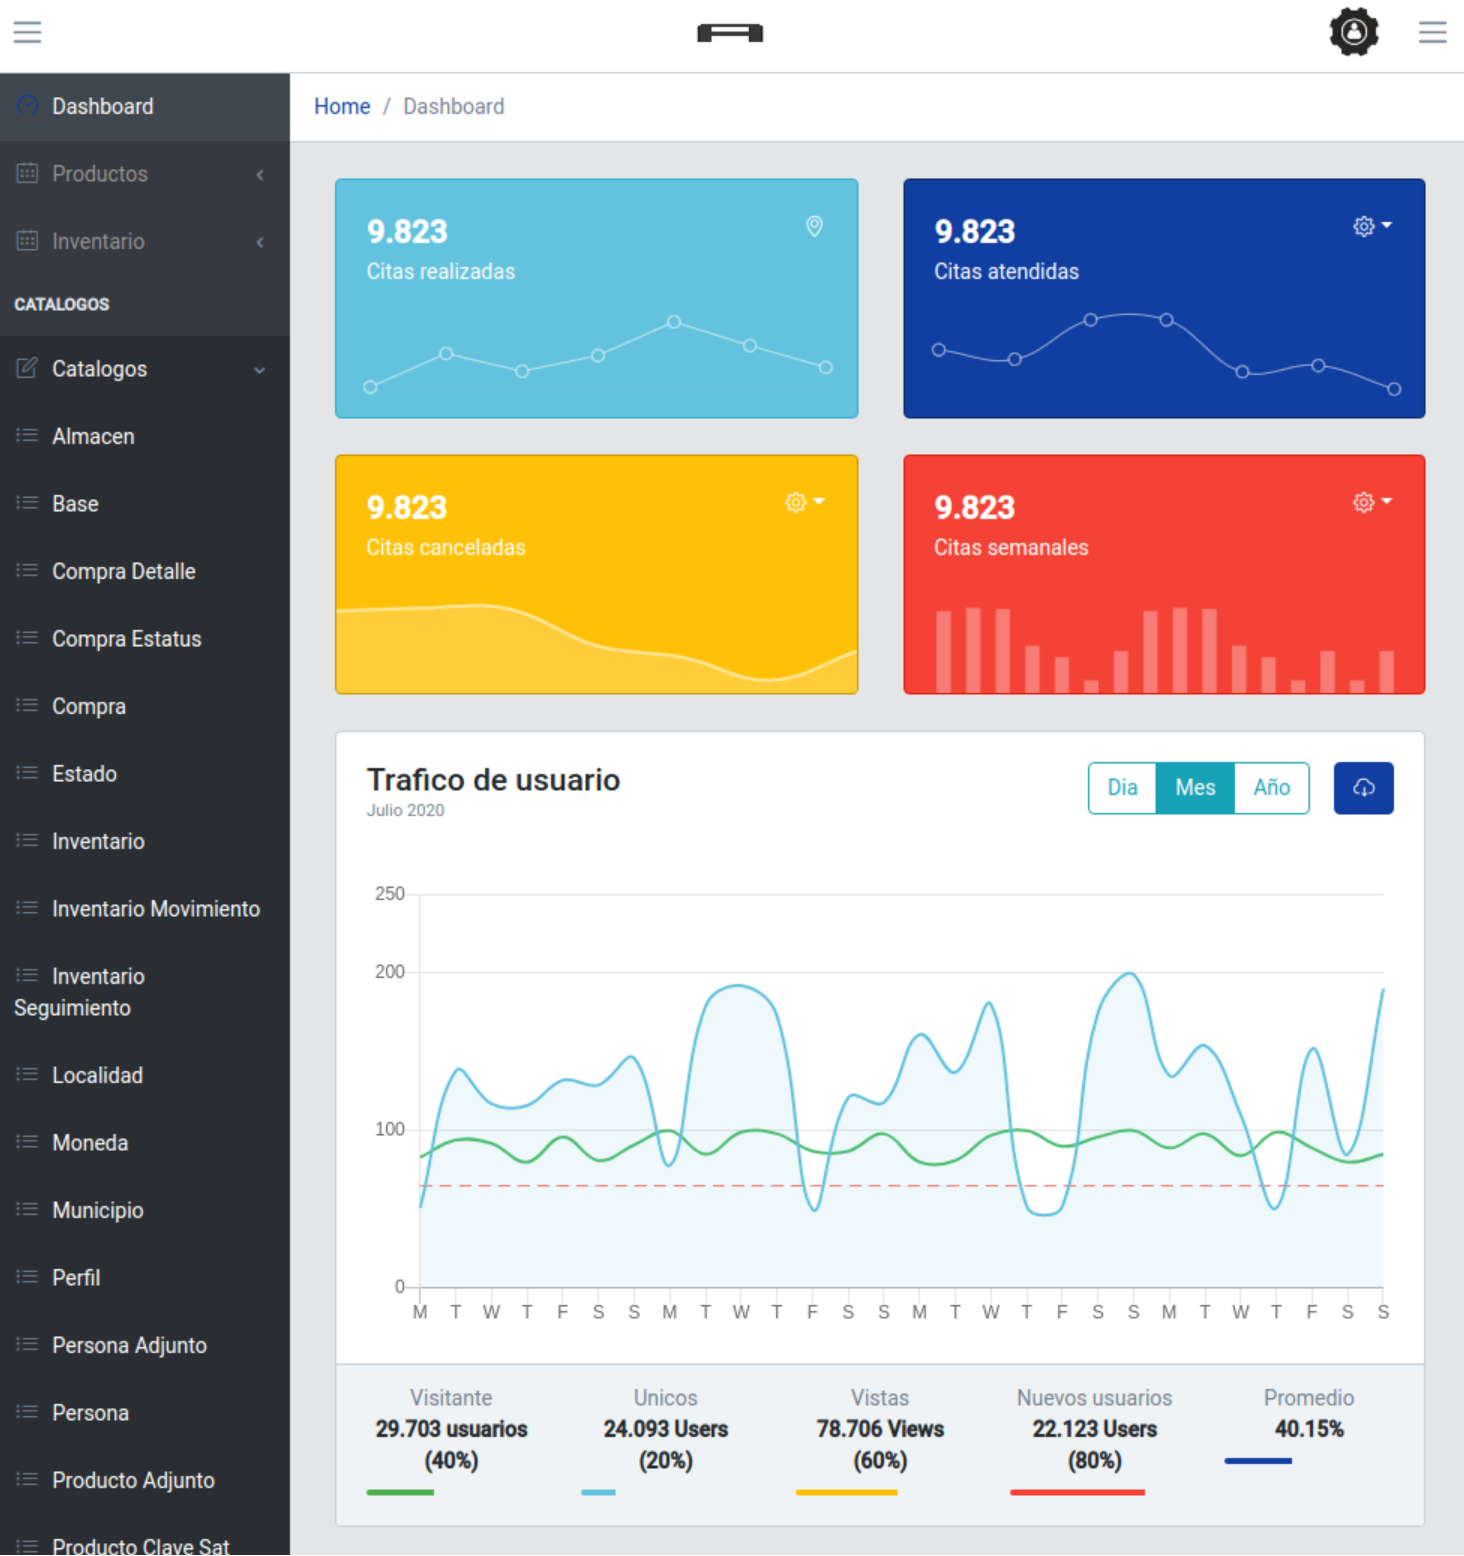 Dashboard
Productos
Inventario
CATALOGOS
Catalogos
Almacen
Base
Compra Detalle
Compra Estatus
Compra
Estado
Inventario
Inventario Movimiento
Inventario
Seguimiento
Localidad
Moneda
Municipio
Perfil
Persona Adjunto
Persona
Producto Adjunto
Producto Clave Sat
Home / Dashboard
9.823
Citas realizadas
9.823
Citas atendidas
9.823
Citas canceladas
9.823
Citas semanales
Trafico de usuario
Julio 2020
Dia Mes Año
250
200
100
0
M T W T F S S M T W T F S S M T W T F S S M T W T F S S
Visitante
29.703 usuarios
(40%)
Unicos
24.093 Users
(20%)
Vistas
78.706 Views
(60%)
Nuevos usuarios
22.123 Users
(80%)
Promedio
40.15%